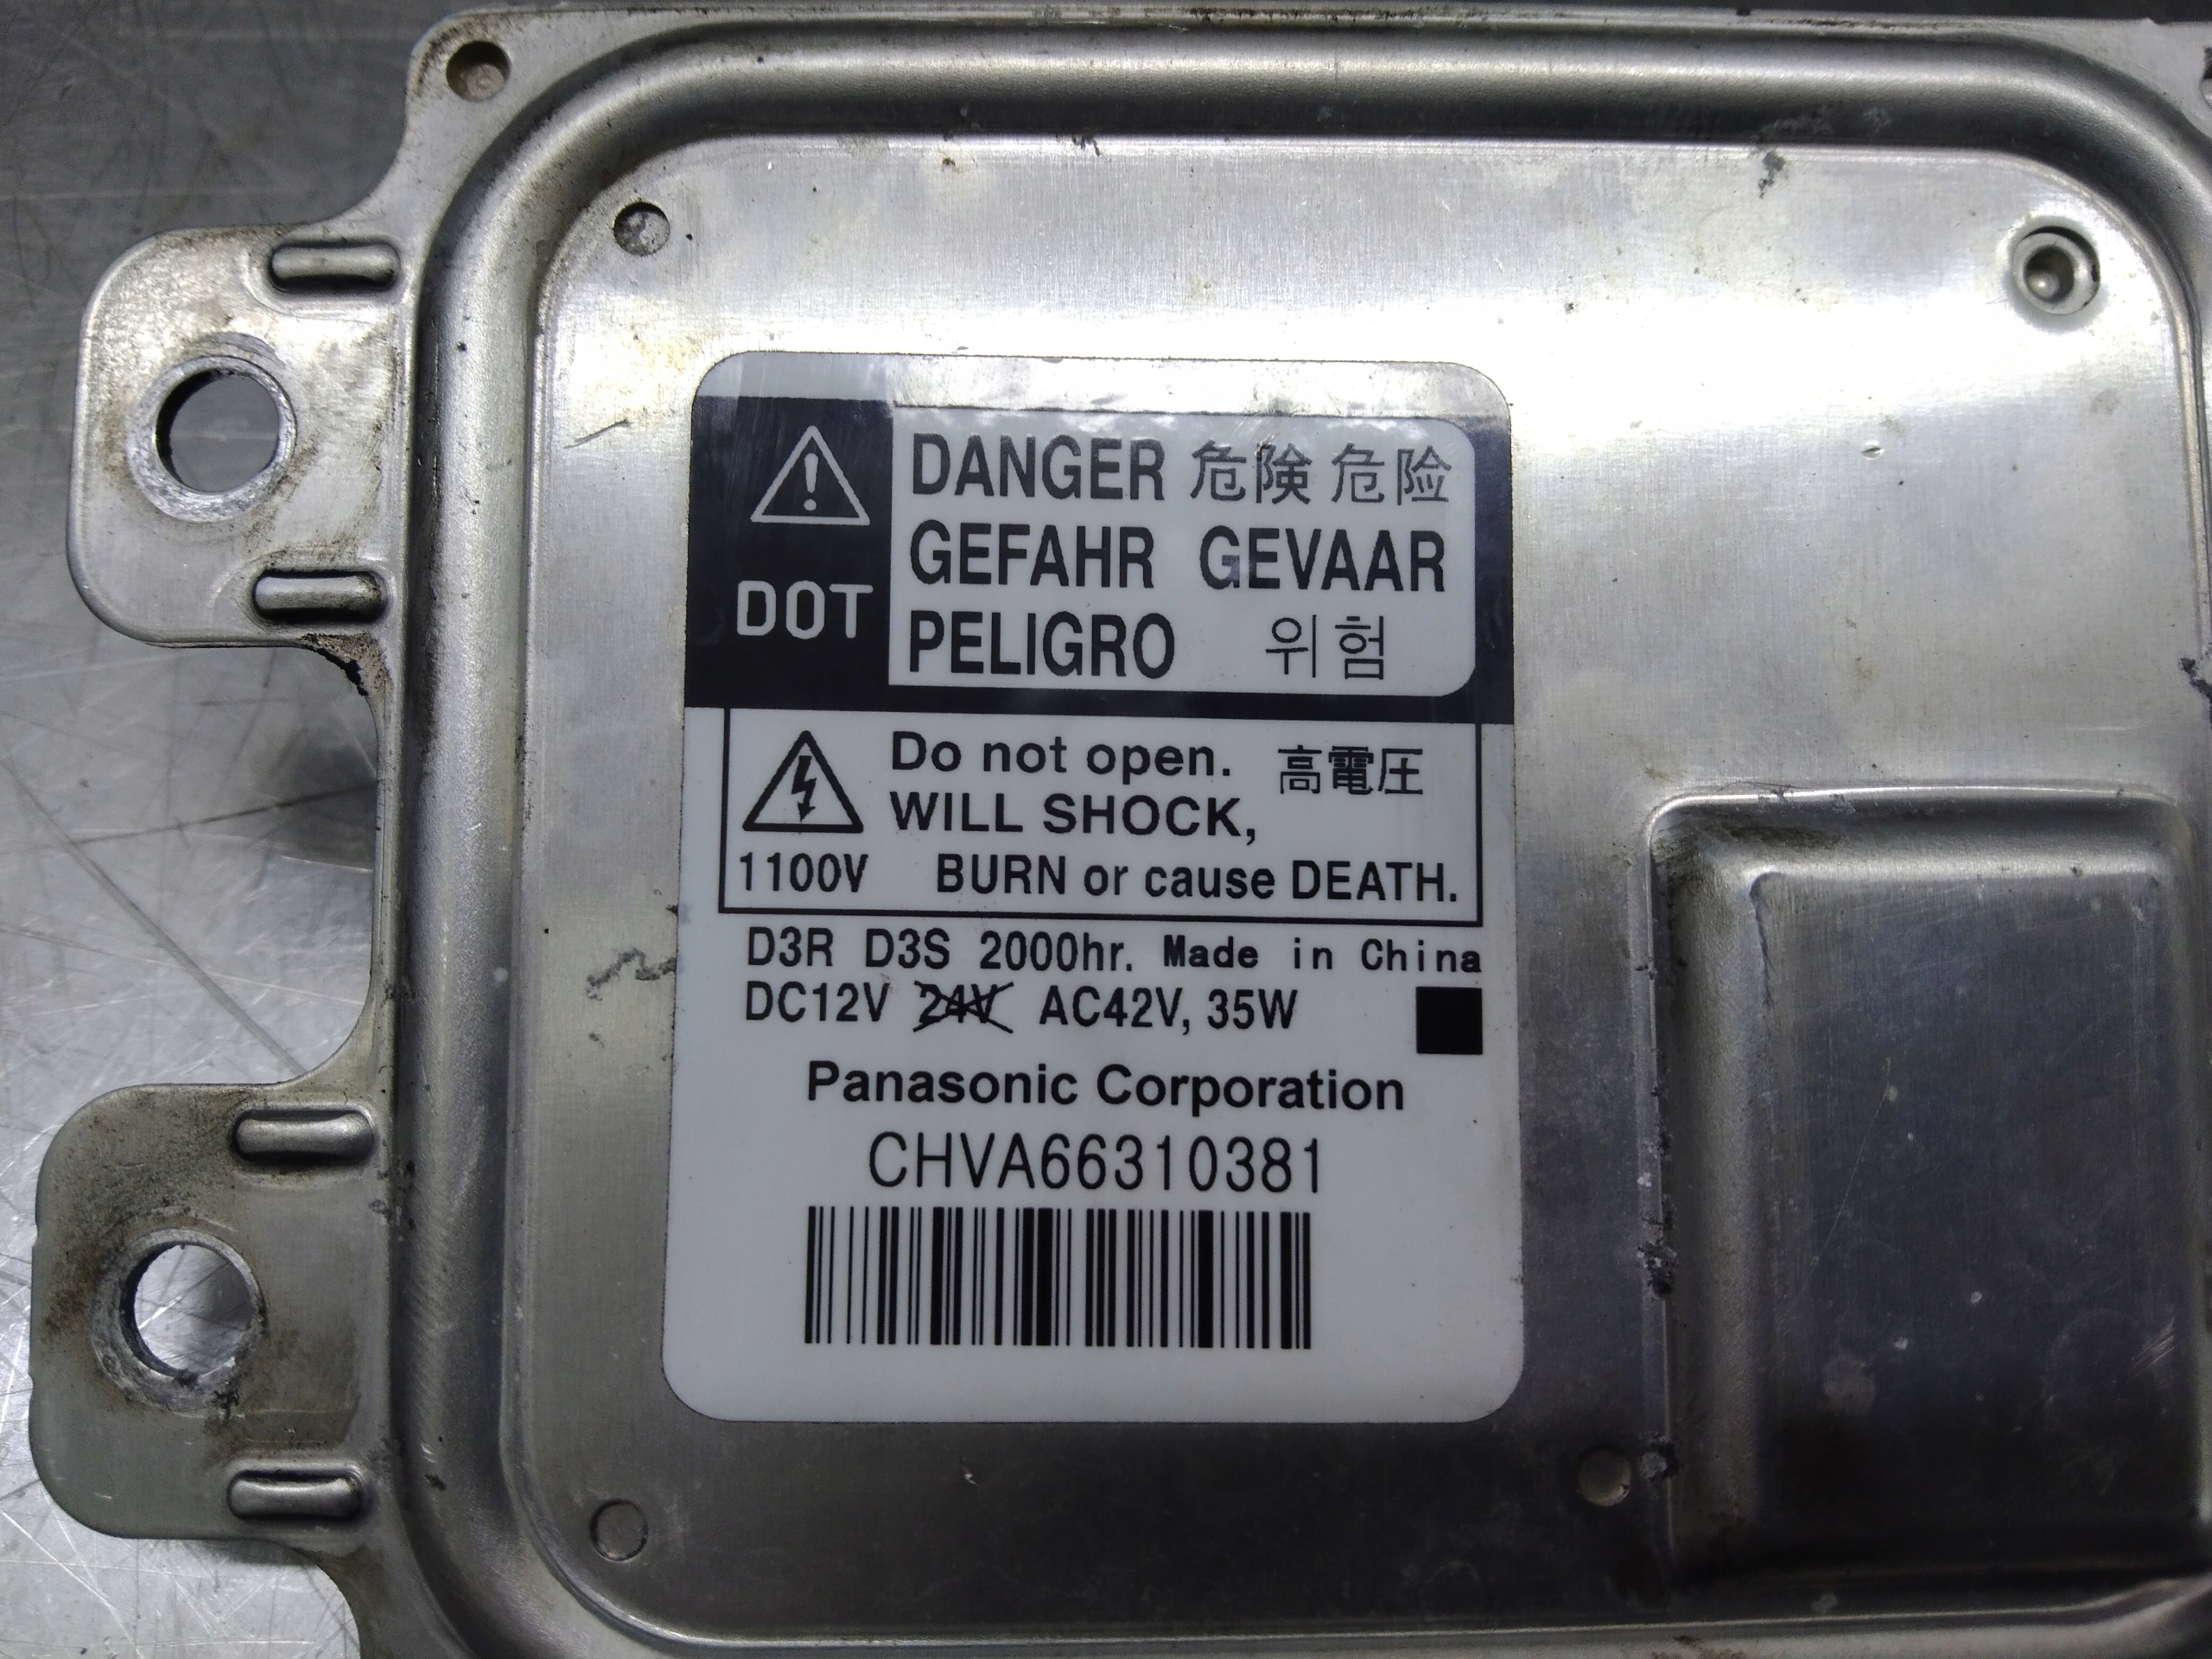 DANGER 危険 危险
GEFAHR GEVAAR
DOT
PELIGRO 위험
Do not open. 高電圧
WILL SHOCK,
1100V BURN or cause DEATH.
D3R D3S 2000hr. Made in China
DC12V 24V AC42V, 35W
Panasonic Corporation
CHVA66310381